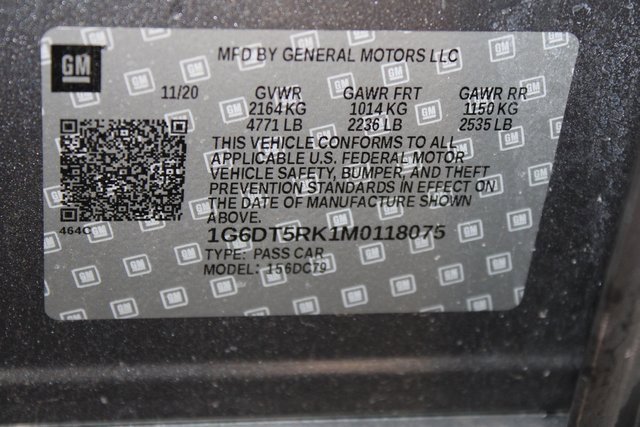 GM
MFD BY GENERAL MOTORS LLC
11/20 GVWR GAWR FRT GAWR RR
2164 KG 1014 KG 1150 KG
4771 LB 2236 LB 2535 LB
THIS VEHICLE CONFORMS TO ALL
APPLICABLE U.S. FEDERAL MOTOR
VEHICLE SAFETY, BUMPER, AND THEFT
PREVENTION STANDARDS IN EFFECT ON
THE DATE OF MANUFACTURE SHOWN
ABOVE.
464C
1G6DT5RK1M0118075
TYPE: PASS CAR
MODEL: 156DC79